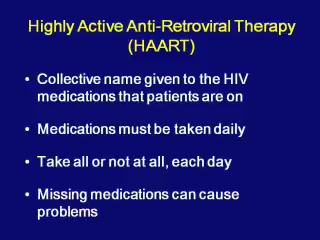 Highly Active Anti-Retroviral Therapy
(HAART)
• Collective name given to the HIV
medications that patients are on
• Medications must be taken daily
• Take all or not at all, each day
• Missing medications can cause
problems